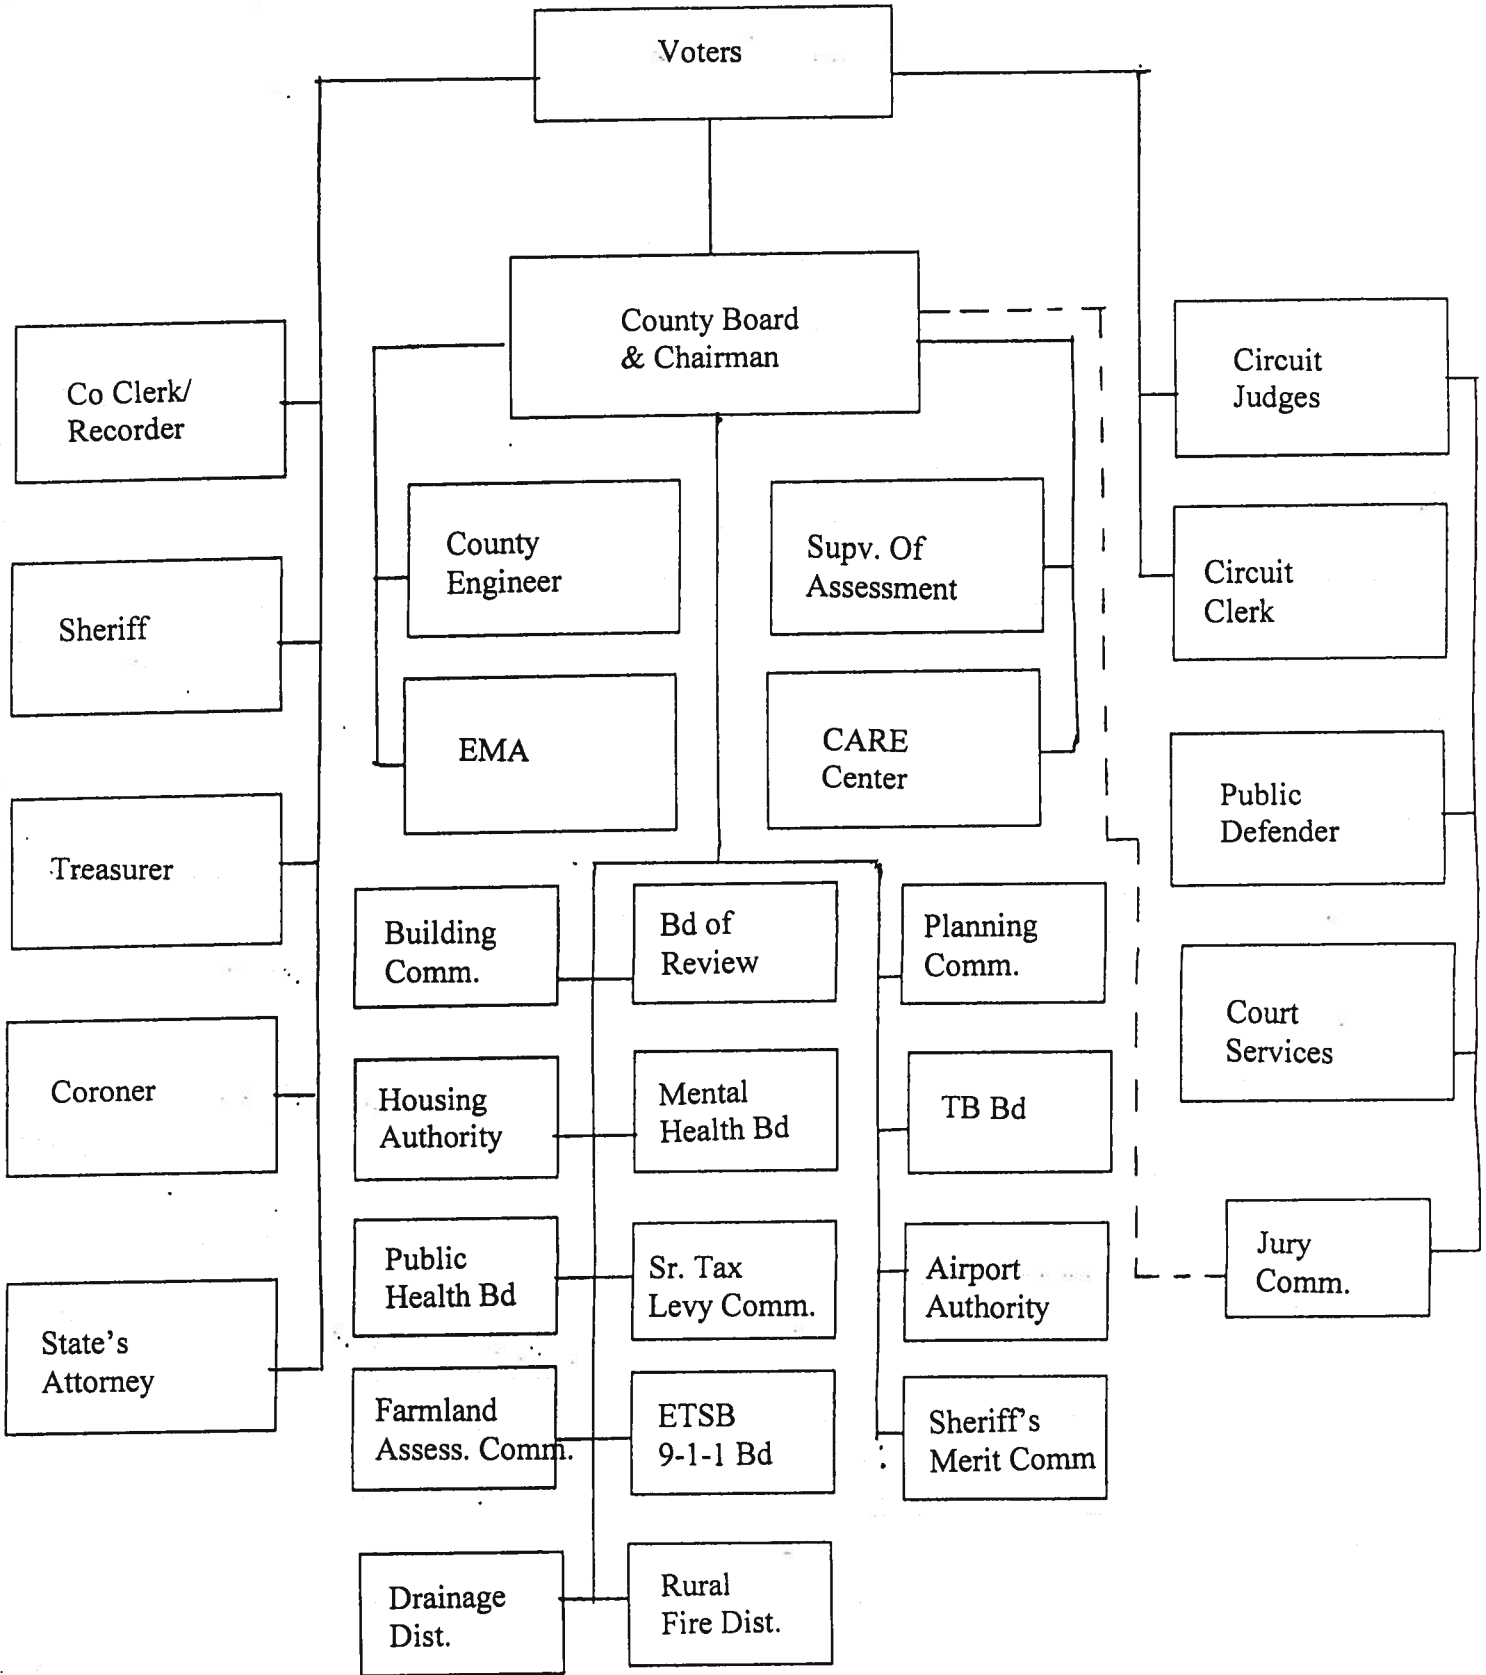 Voters
County Board
& Chairman
Co Clerk/
Recorder
Sheriff
Treasurer
Coroner
State's
Attorney
County
Engineer
EMA
Supv. Of
Assessment
CARE
Center
Circuit
Judges
Circuit
Clerk
Public
Defender
Court
Services
Jury
Comm.
Building
Comm.
Bd of
Review
Planning
Comm.
Housing
Authority
Mental
Health Bd
TB Bd
Public
Health Bd
Sr. Tax
Levy Comm.
Airport
Authority
Farmland
Assess. Comm.
ETSB
9-1-1 Bd
Sheriff's
Merit Comm
Drainage
Dist.
Rural
Fire Dist.